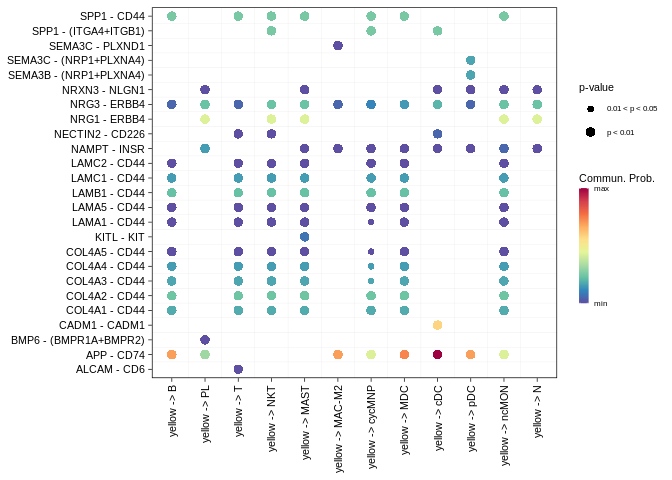 SPP1 - CD44
SPP1 - (ITGA4+ITGB1)
SEMA3C - PLXND1
SEMA3C - (NRP1+PLXNA4)
SEMA3B - (NRP1+PLXNA4)
NRXN3 - NLGN1
NRG3 - ERBB4
NRG1 - ERBB4
NECTIN2 - CD226
NAMPT - INSR
LAMC2 - CD44
LAMC1 - CD44
LAMB1 - CD44
LAMA5 - CD44
LAMA1 - CD44
KITL - KIT
COL4A5 - CD44
COL4A4 - CD44
COL4A3 - CD44
COL4A2 - CD44
COL4A1 - CD44
CADM1 - CADM1
BMP6 - (BMPR1A+BMPR2)
APP - CD74
ALCAM - CD6
yellow -> B
yellow -> PL
yellow -> T
yellow -> NKT
yellow -> MAST
yellow -> MAC-M2
yellow -> cycMNP
yellow -> MDC
yellow -> cDC
yellow -> pDC
yellow -> ncMON
yellow -> N
p-value
0.01 < p < 0.05
p < 0.01
Commun. Prob.
max
min